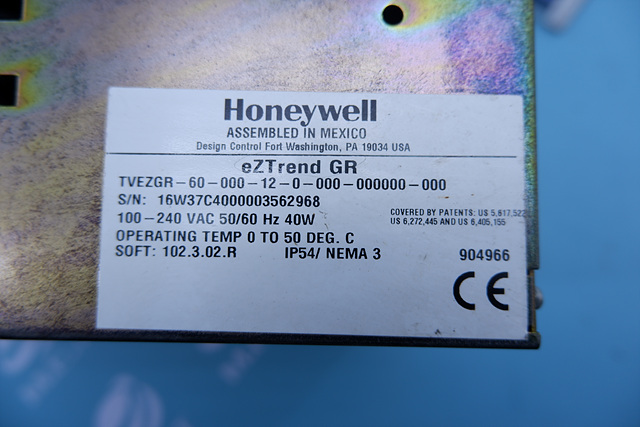 Honeywell
ASSEMBLED IN MEXICO
Design Control Fort Washington, PA 19034 USA
eZTrend GR
TVEZGR-60-000-12-0-000-000000-000
S/N: 16W37C4000003562968
100-240 VAC 50/60 Hz 40W
COVERED BY PATENTS: US 5,617,522
US 6,272,445 AND US 6,405,155
OPERATING TEMP 0 TO 50 DEG. C
SOFT: 102.3.02.R IP54/ NEMA 3 904966
CE